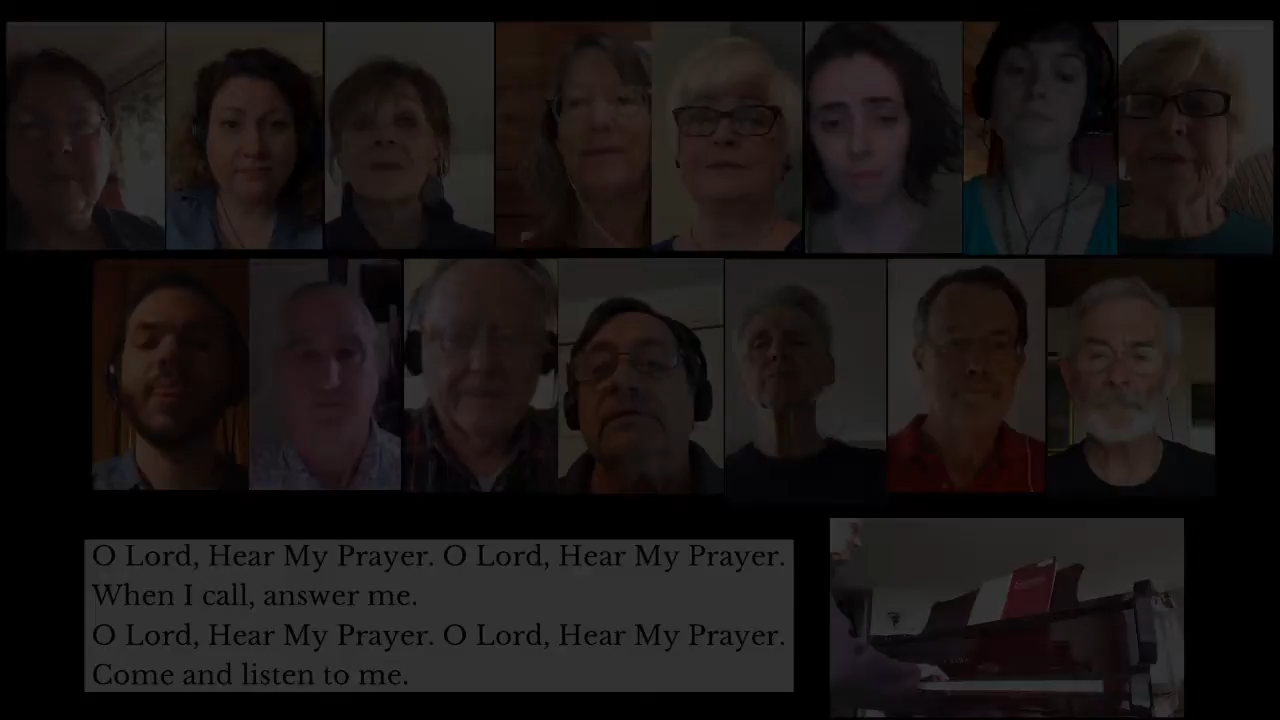 O Lord, Hear My Prayer. O Lord, Hear My Prayer.
When I call, answer me.
O Lord, Hear My Prayer. O Lord, Hear My Prayer.
Come and listen to me.